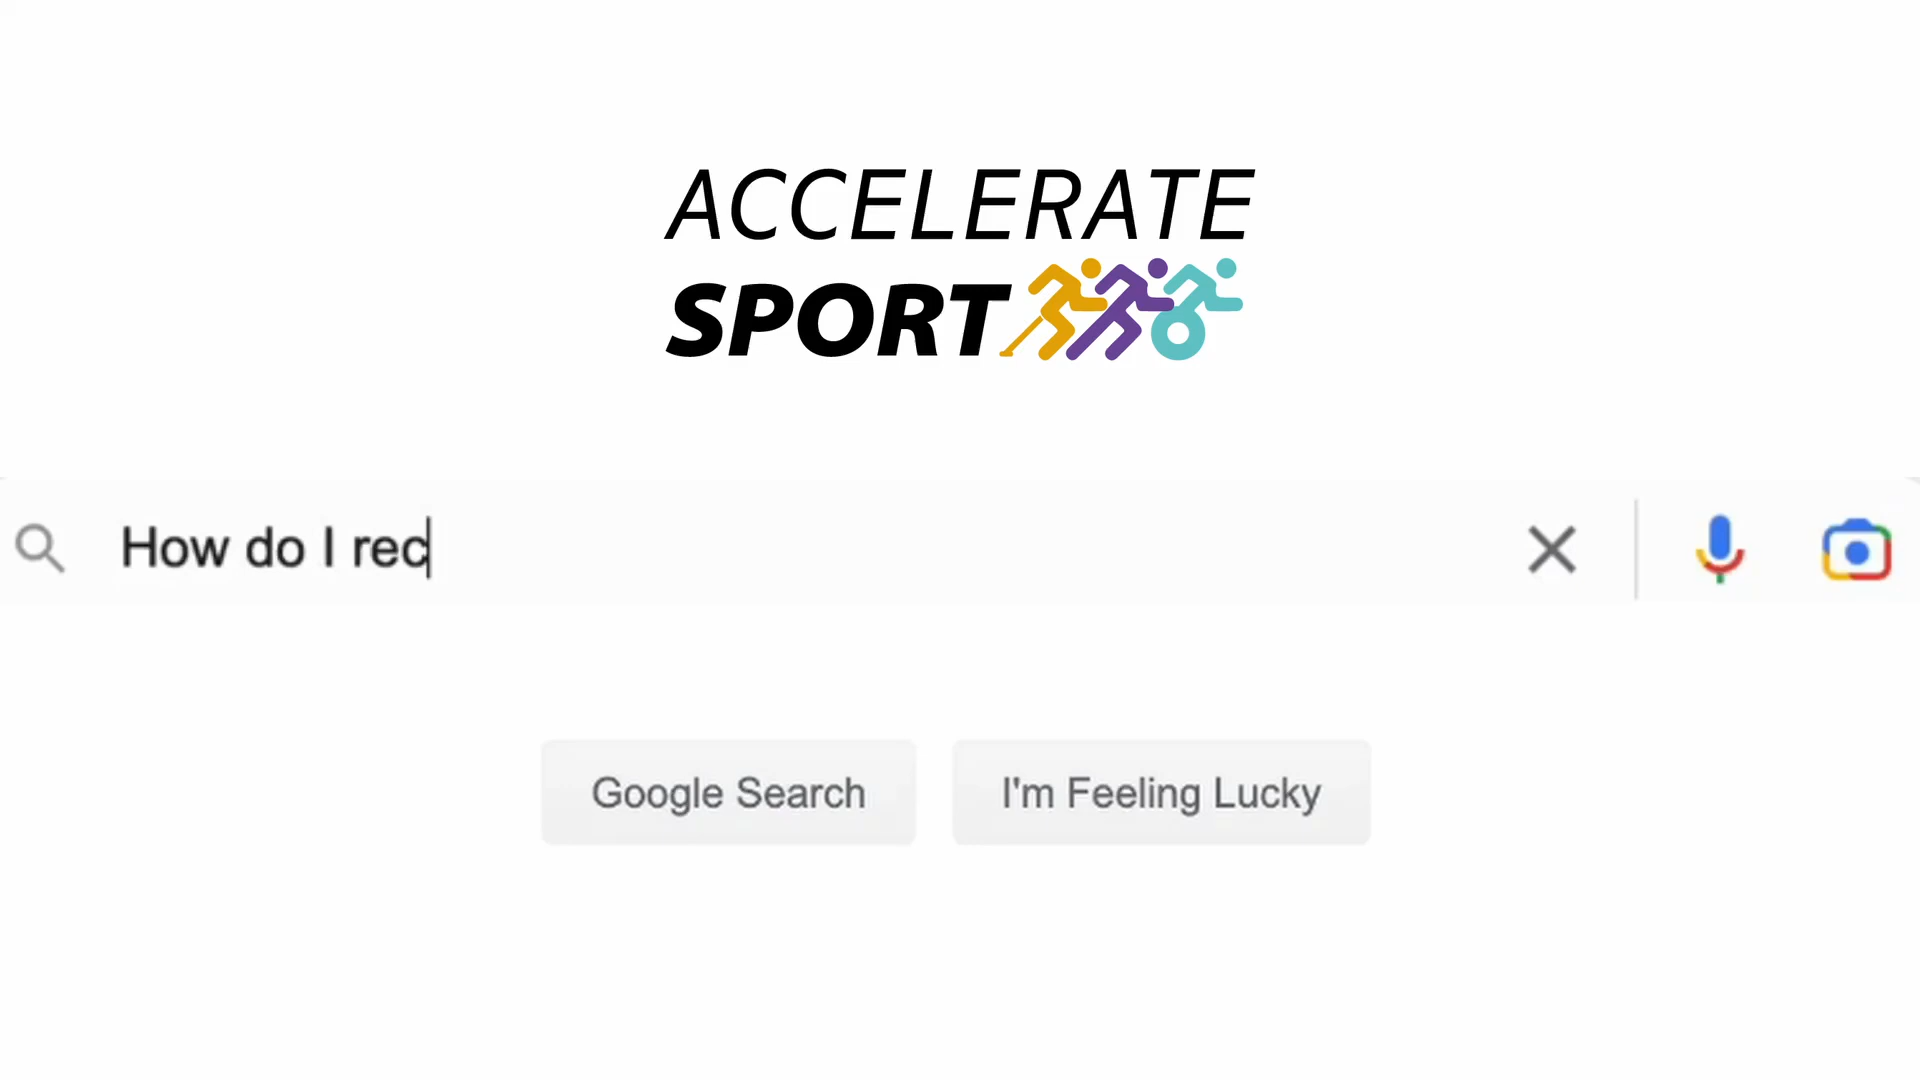 ACCELERATE
SPORT
How do I rec
Google Search
I'm Feeling Lucky